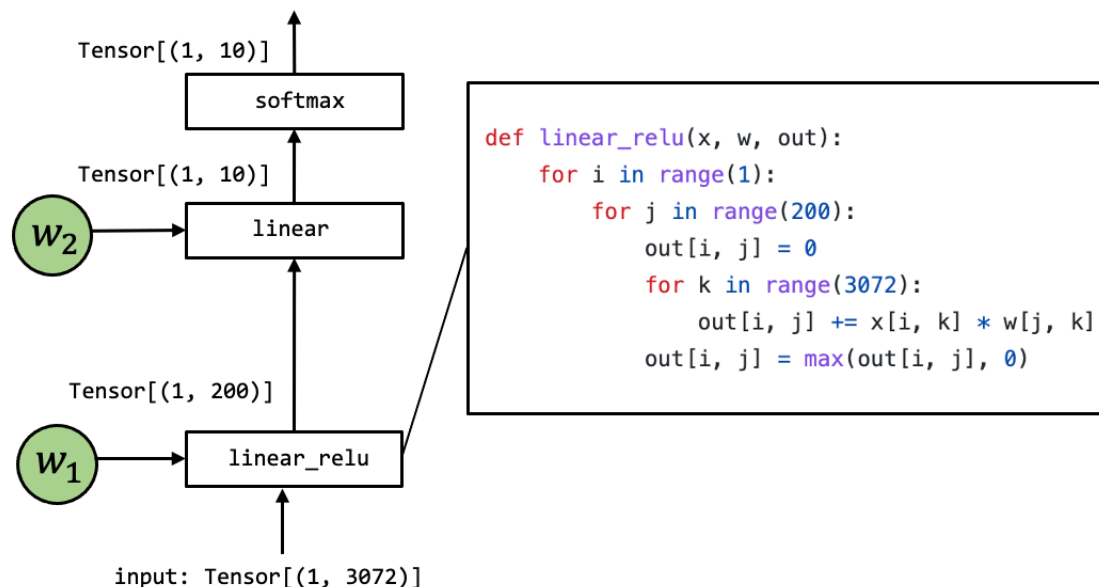 Tensor[(1, 10)]
softmax
Tensor[(1, 10)]
w2
linear
Tensor[(1, 200)]
w1
linear_relu
input: Tensor[(1, 3072)]
def linear_relu(x, w, out):
    for i in range(1):
        for j in range(200):
            out[i, j] = 0
            for k in range(3072):
                out[i, j] += x[i, k] * w[j, k]
            out[i, j] = max(out[i, j], 0)